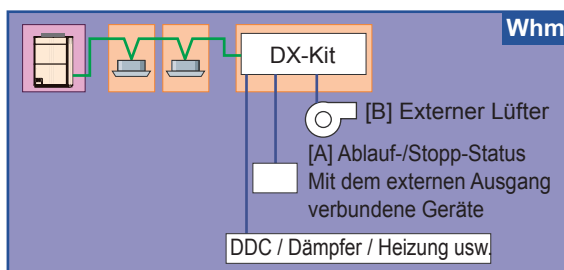 Whm
DX-Kit
[B] Externer Lüfter
[A] Ablauf-/Stopp-Status
Mit dem externen Ausgang
verbundene Geräte
DDC / Dämpfer / Heizung usw.